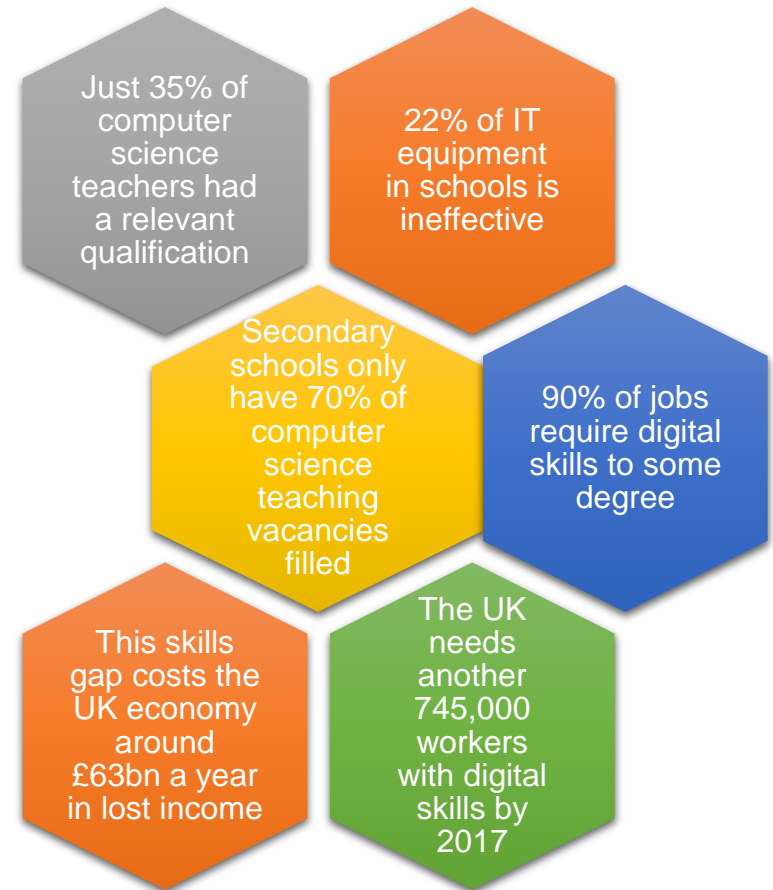 Just 35% of
computer
science
teachers had
a relevant
qualification
22% of IT
equipment
in schools is
ineffective
Secondary
schools only
have 70% of
computer
science
teaching
vacancies
filled
90% of jobs
require digital
skills to some
degree
This skills
gap costs the
UK economy
around
£63bn a year
in lost income
The UK
needs
another
745,000
workers
with digital
skills by
2017